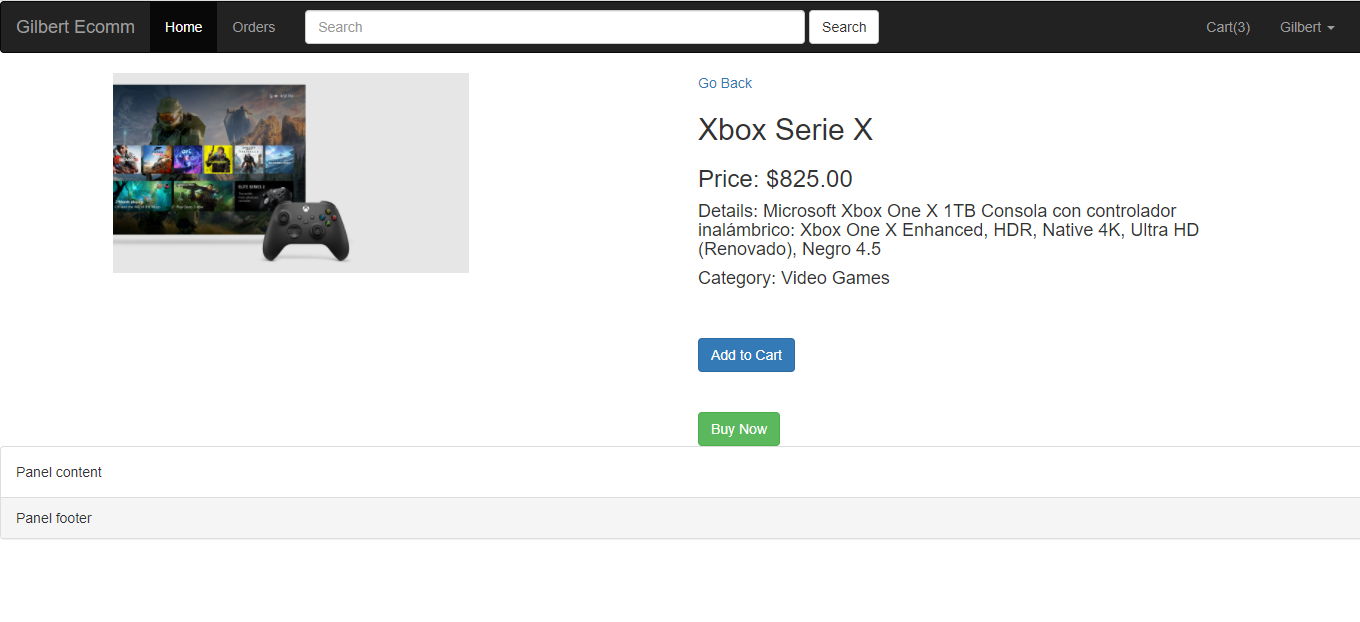 Gilbert Ecomm Home Orders Search Search Cart(3) Gilbert
Go Back
Xbox Serie X
Price: $825.00
Details: Microsoft Xbox One X 1TB Consola con controlador
inalámbrico: Xbox One X Enhanced, HDR, Native 4K, Ultra HD
(Renovado), Negro 4.5
Category: Video Games
Add to Cart
Buy Now
Panel content
Panel footer